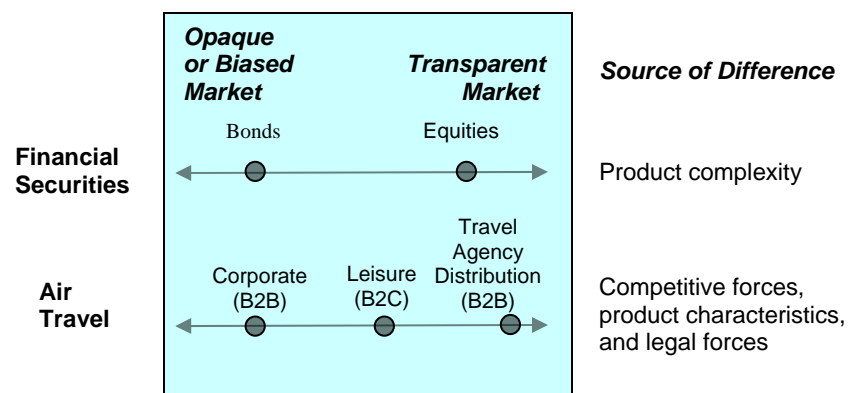 Opaque
or Biased
Market
Transparent
Market
Source of Difference
Bonds
Equities
Financial
Securities
Product complexity
Travel
Agency
Distribution
(B2B)
Corporate
(B2B)
Leisure
(B2C)
Air
Travel
Competitive forces,
product characteristics,
and legal forces